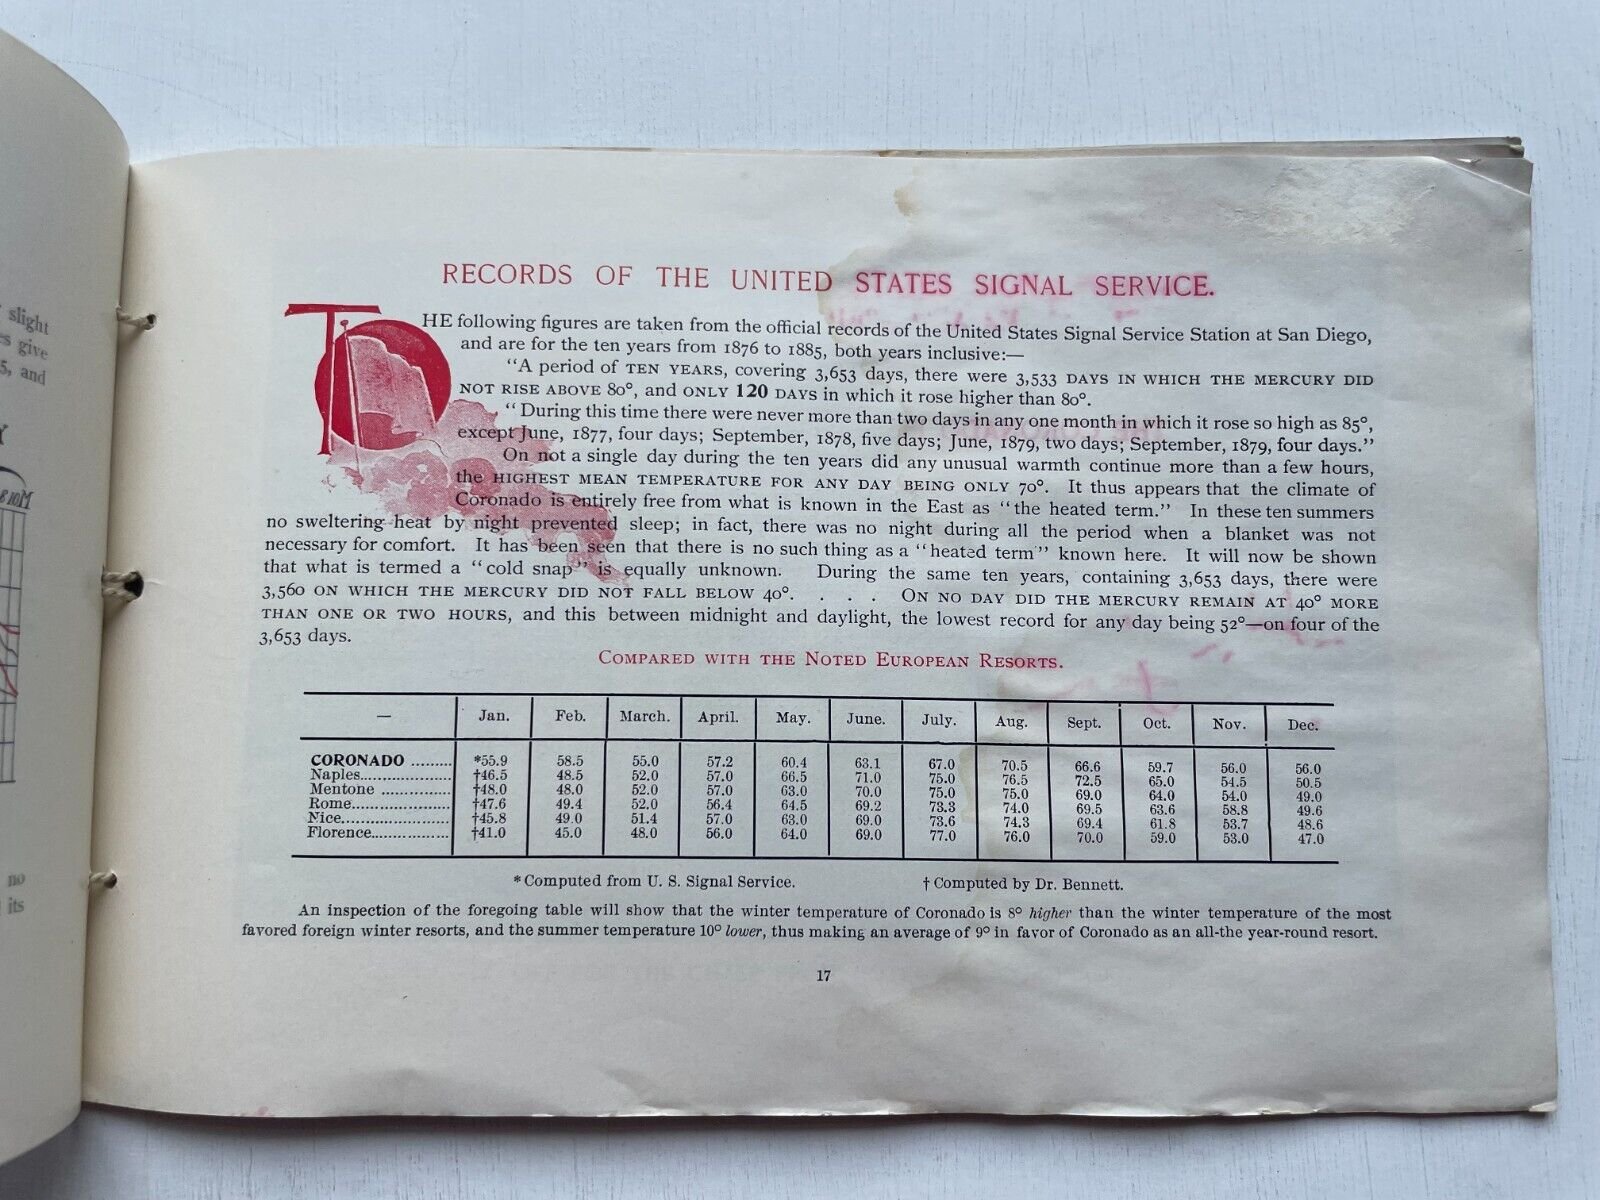 slight
es give
5, and
Y
no
its
RECORDS OF THE UNITED STATES SIGNAL SERVICE.
THE following figures are taken from the official records of the United States Signal Service Station at San Diego,
and are for the ten years from 1876 to 1885, both years inclusive:—
"A period of TEN YEARS, covering 3,653 days, there were 3,533 DAYS IN WHICH THE MERCURY DID
NOT RISE ABOVE 80°, and ONLY 120 DAYS in which it rose higher than 80°.
"During this time there were never more than two days in any one month in which it rose so high as 85°,
except June, 1877, four days; September, 1878, five days; June, 1879, two days; September, 1879, four days."
On not a single day during the ten years did any unusual warmth continue more than a few hours,
the HIGHEST MEAN TEMPERATURE FOR ANY DAY BEING ONLY 70°. It thus appears that the climate of
Coronado is entirely free from what is known in the East as "the heated term." In these ten summers
no sweltering heat by night prevented sleep; in fact, there was no night during all the period when a blanket was not
necessary for comfort. It has been seen that there is no such thing as a "heated term" known here. It will now be shown
that what is termed a "cold snap" is equally unknown. During the same ten years, containing 3,653 days, there were
3,560 ON WHICH THE MERCURY DID NOT FALL BELOW 40°. . . . ON NO DAY DID THE MERCURY REMAIN AT 40° MORE
THAN ONE OR TWO HOURS, and this between midnight and daylight, the lowest record for any day being 52°—on four of the
3,653 days.
COMPARED WITH THE NOTED EUROPEAN RESORTS.
— Jan. Feb. March. April. May. June. July. Aug. Sept. Oct. Nov. Dec.
CORONADO ......... *55.9 58.5 55.0 57.2 60.4 63.1 67.0 70.5 66.6 59.7 56.0 56.0
Naples.................... †46.5 48.5 52.0 57.0 66.5 71.0 75.0 76.5 72.5 65.0 54.5 50.5
Mentone ............... †48.0 48.0 52.0 57.0 63.0 70.0 75.0 75.0 69.0 64.0 54.0 49.0
Rome...................... †47.6 49.4 52.0 56.4 64.5 69.2 73.3 74.0 69.5 63.6 58.8 49.6
Nice........................ †45.8 49.0 51.4 57.0 63.0 69.0 73.6 74.3 69.4 61.8 53.7 48.6
Florence................. †41.0 45.0 48.0 56.0 64.0 69.0 77.0 76.0 70.0 59.0 53.0 47.0
* Computed from U. S. Signal Service. † Computed by Dr. Bennett.
An inspection of the foregoing table will show that the winter temperature of Coronado is 8° higher than the winter temperature of the most
favored foreign winter resorts, and the summer temperature 10° lower, thus making an average of 9° in favor of Coronado as an all-the year-round resort.
17